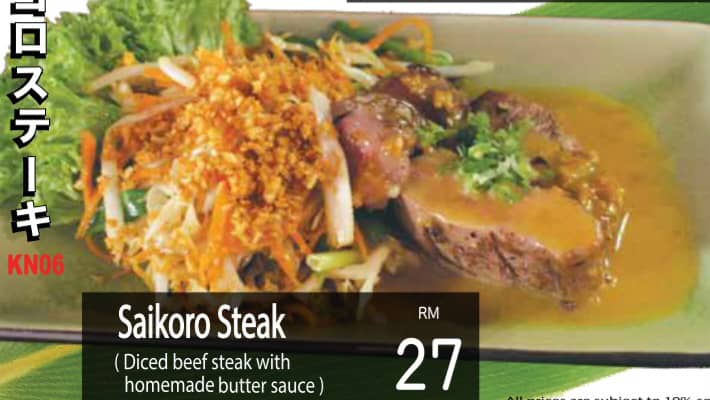 コロステーキ
KN06
Saikoro Steak
( Diced beef steak with
homemade butter sauce )
RM
27
All prices are subject to 10%